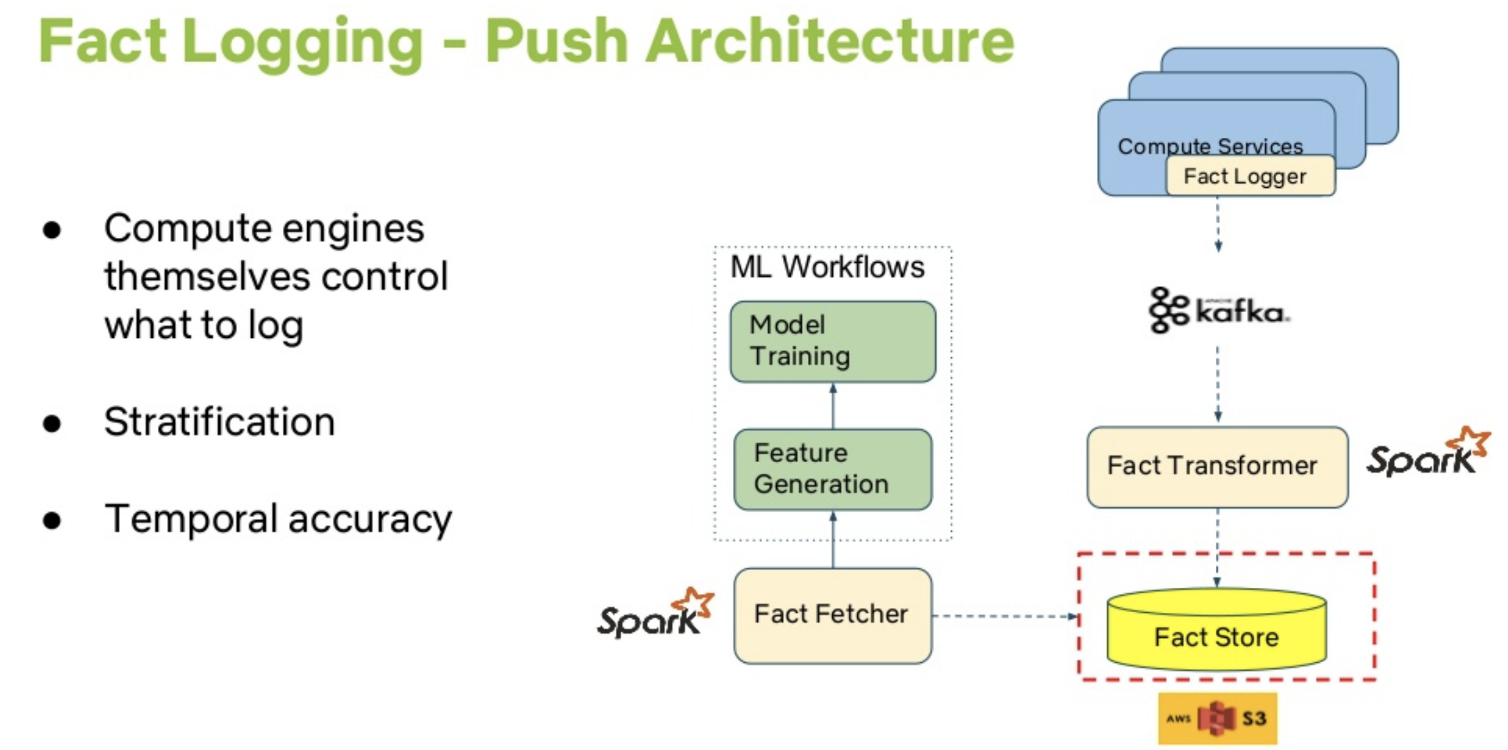 Fact Logging - Push Architecture
● Compute engines
themselves control
what to log
● Stratification
● Temporal accuracy
ML Workflows
Model
Training
Feature
Generation
Spark
Fact Fetcher
Compute Services
Fact Logger
kafka.
Fact Transformer
Spark
Fact Store
AWS S3